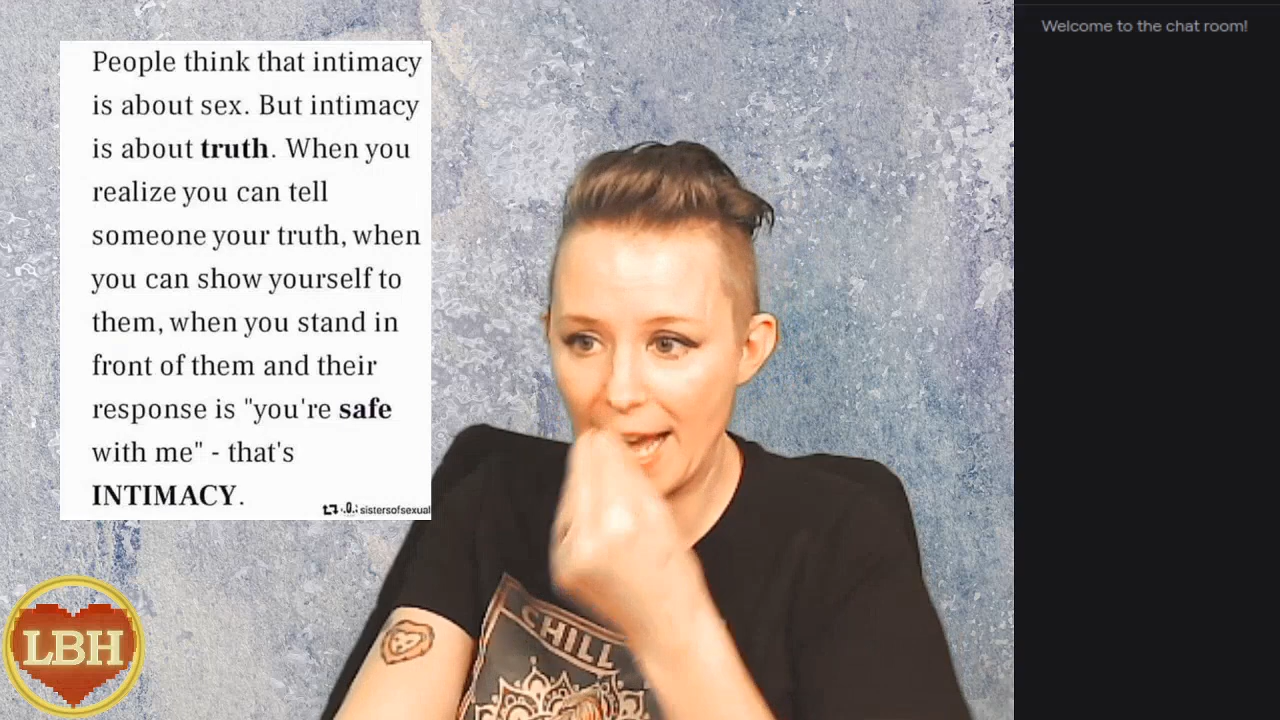 People think that intimacy
is about sex. But intimacy
is about truth. When you
realize you can tell
someone your truth, when
you can show yourself to
them, when you stand in
front of them and their
response is "you're safe
with me" - that's
INTIMACY.
sistersofsexual
LBH
CHILL
Welcome to the chat room!